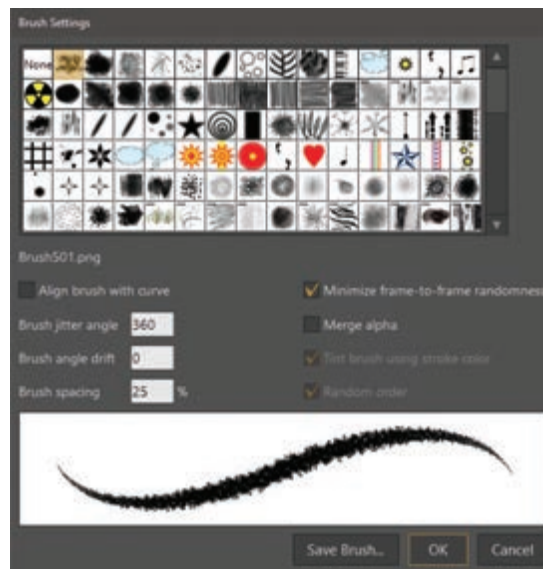 Brush Settings
None
Brush501.png
Align brush with curve
Minimize frame-to-frame randomness
Brush jitter angle 360
Merge alpha
Brush angle drift 0
Tint brush using stroke color
Brush spacing 25 %
Random order
Save Brush...
OK
Cancel